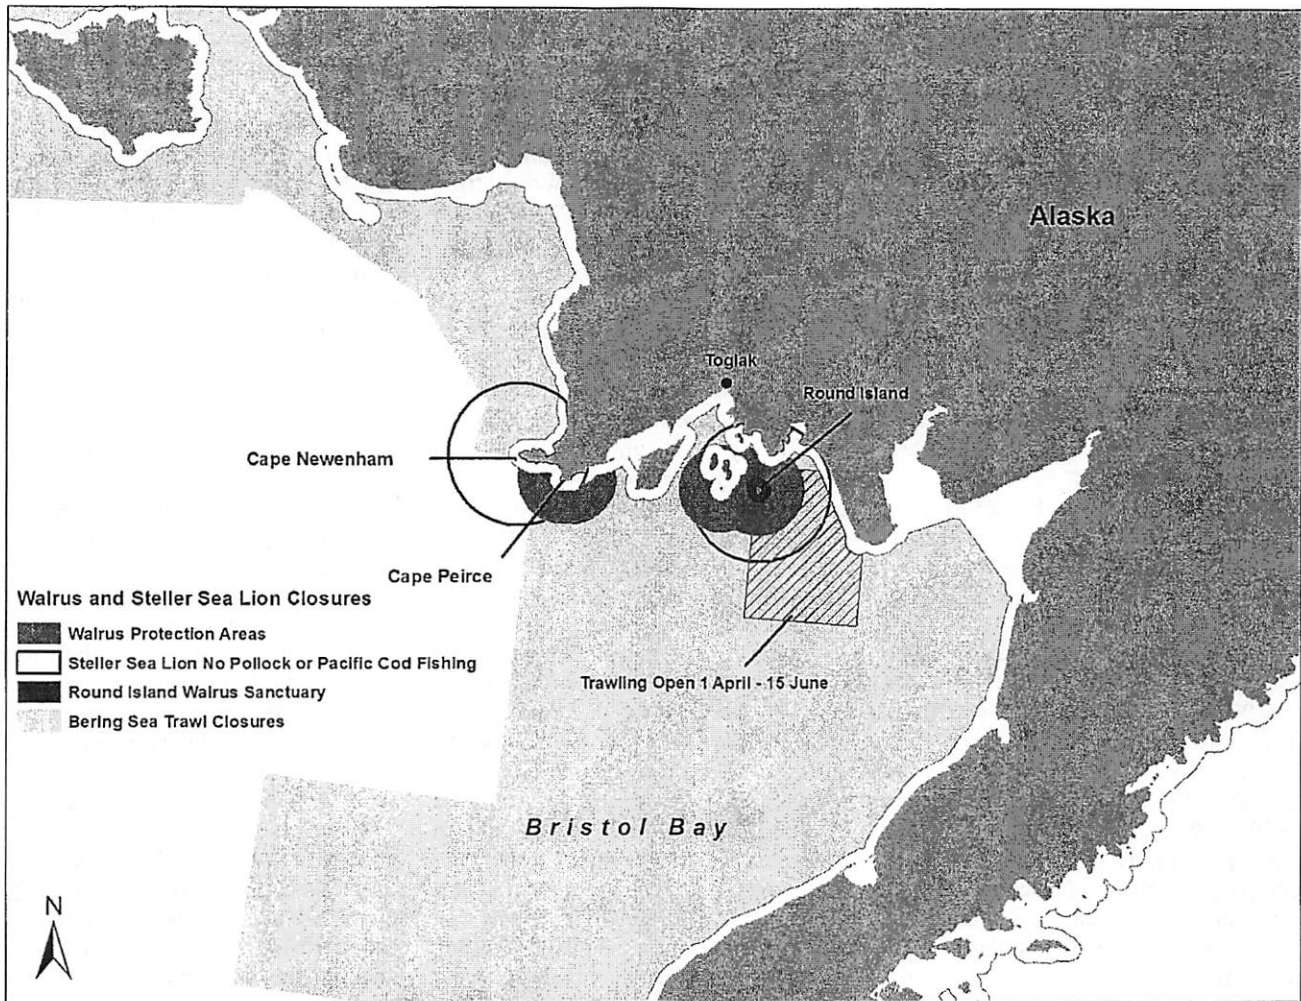 Alaska
Togiak
Round Island
Cape Newenham
Cape Peirce
Walrus and Steller Sea Lion Closures
Walrus Protection Areas
Steller Sea Lion No Pollock or Pacific Cod Fishing
Round Island Walrus Sanctuary
Bering Sea Trawl Closures
Trawling Open 1 April - 15 June
Bristol Bay
N